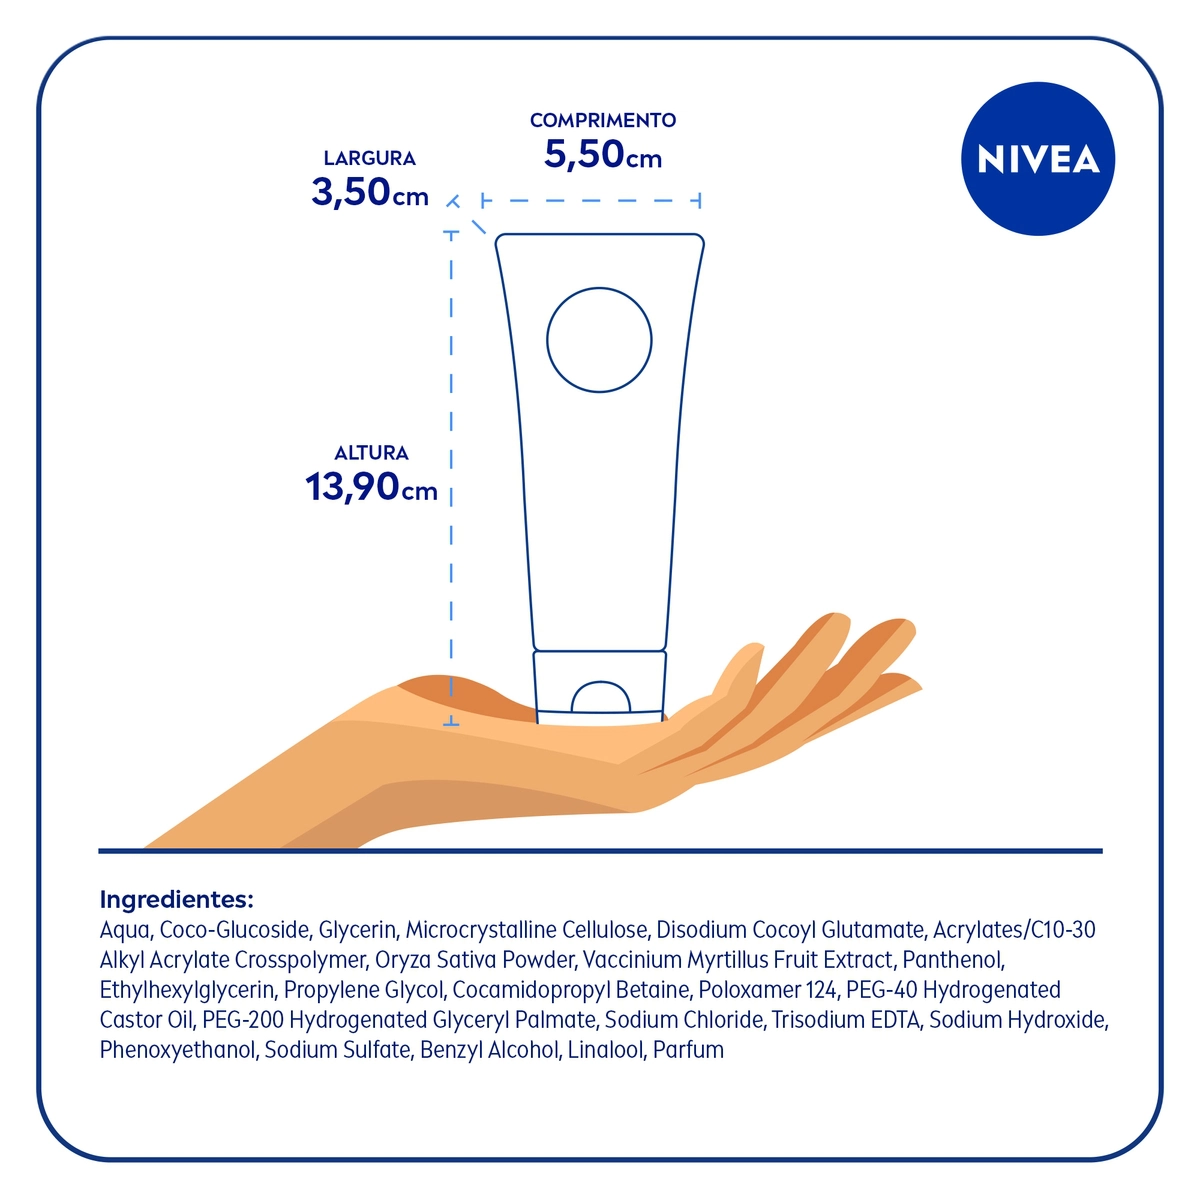 COMPRIMENTO
5,50cm
LARGURA
3,50cm
NIVEA
ALTURA
13,90cm
Ingredientes:
Aqua, Coco-Glucoside, Glycerin, Microcrystalline Cellulose, Disodium Cocoyl Glutamate, Acrylates/C10-30
Alkyl Acrylate Crosspolymer, Oryza Sativa Powder, Vaccinium Myrtillus Fruit Extract, Panthenol,
Ethylhexylglycerin, Propylene Glycol, Cocamidopropyl Betaine, Poloxamer 124, PEG-40 Hydrogenated
Castor Oil, PEG-200 Hydrogenated Glyceryl Palmate, Sodium Chloride, Trisodium EDTA, Sodium Hydroxide,
Phenoxyethanol, Sodium Sulfate, Benzyl Alcohol, Linalool, Parfum